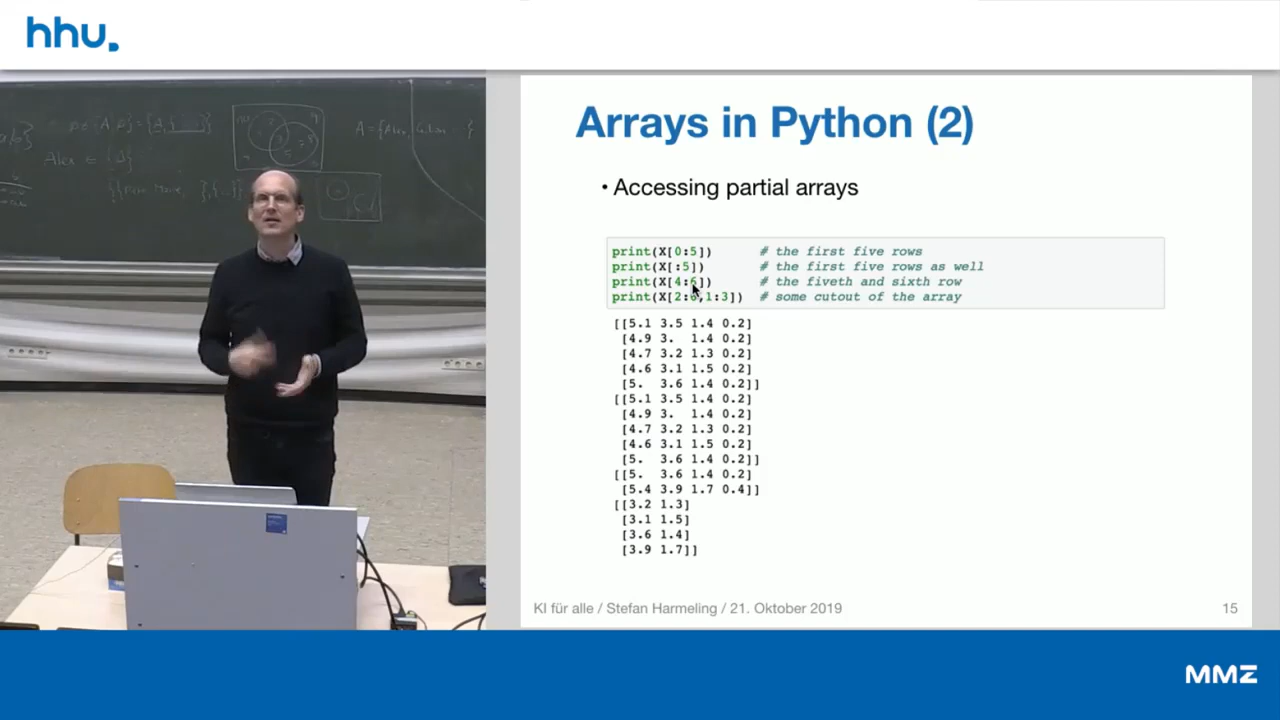 hhu.
Alex ∈ {
Arrays in Python (2)
• Accessing partial arrays
print(X[0:5]) # the first five rows
print(X[:5]) # the first five rows as well
print(X[4:6]) # the fiveth and sixth row
print(X[2: ,1:3]) # some cutout of the array
[[5.1 3.5 1.4 0.2]
[4.9 3. 1.4 0.2]
[4.7 3.2 1.3 0.2]
[4.6 3.1 1.5 0.2]
[5. 3.6 1.4 0.2]]
[[5.1 3.5 1.4 0.2]
[4.9 3. 1.4 0.2]
[4.7 3.2 1.3 0.2]
[4.6 3.1 1.5 0.2]
[5. 3.6 1.4 0.2]]
[[5. 3.6 1.4 0.2]
[5.4 3.9 1.7 0.4]]
[[3.2 1.3]
[3.1 1.5]
[3.6 1.4]
[3.9 1.7]]
KI für alle / Stefan Harmeling / 21. Oktober 2019
15
MMZ